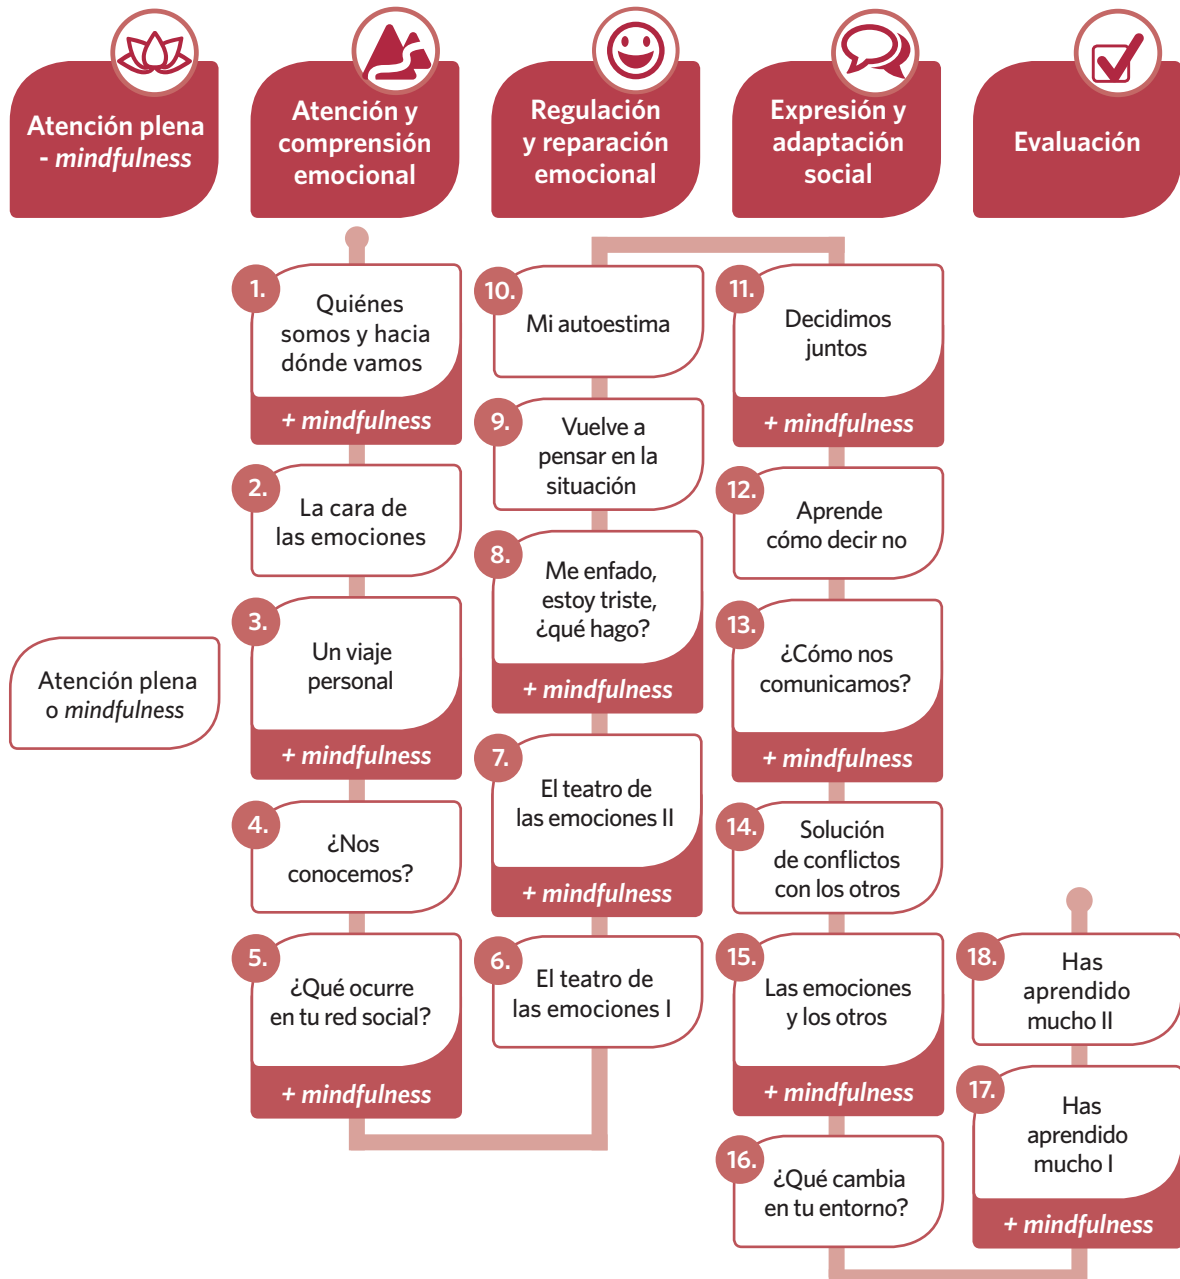 Atención plena
- mindfulness
Atención y
comprensión
emocional
Regulación
y reparación
emocional
Expresión y
adaptación
social
Evaluación
Atención plena
o mindfulness
1.
Quiénes
somos y hacia
dónde vamos
+ mindfulness
2.
La cara de
las emociones
3.
Un viaje
personal
+ mindfulness
4.
¿Nos
conocemos?
5.
¿Qué ocurre
en tu red social?
+ mindfulness
10.
Mi autoestima
9.
Vuelve a
pensar en la
situación
8.
Me enfado,
estoy triste,
¿qué hago?
+ mindfulness
7.
El teatro de
las emociones II
+ mindfulness
6.
El teatro de
las emociones I
11.
Decidimos
juntos
+ mindfulness
12.
Aprende
cómo decir no
13.
¿Cómo nos
comunicamos?
+ mindfulness
14.
Solución
de conflictos
con los otros
15.
Las emociones
y los otros
+ mindfulness
16.
¿Qué cambia
en tu entorno?
18.
Has
aprendido
mucho II
17.
Has
aprendido
mucho I
+ mindfulness